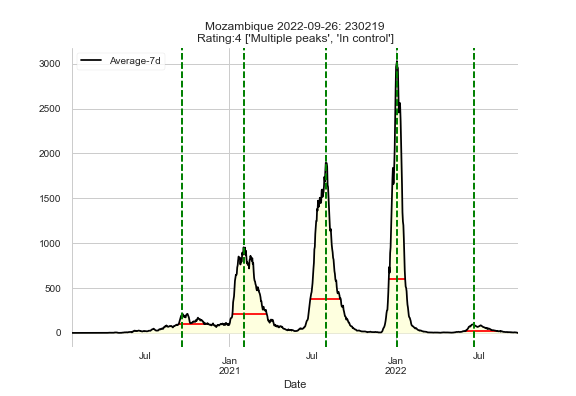 Mozambique 2022-09-26: 230219
Rating:4 ['Multiple peaks', 'In control']
Average-7d
3000
2500
2000
1500
1000
500
0
Jul
Jan
2021
Jul
Jan
2022
Jul
Date